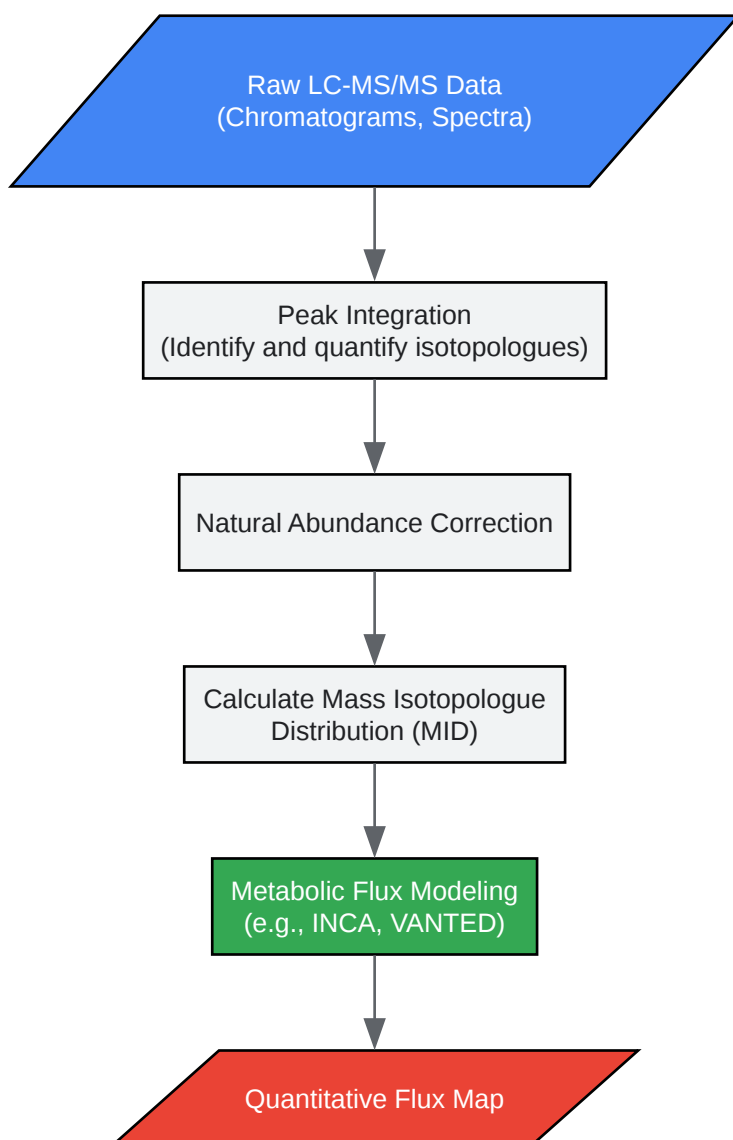 Raw LC-MS/MS Data
(Chromatograms, Spectra)
Peak Integration
(Identify and quantify isotopologues)
Natural Abundance Correction
Calculate Mass Isotopologue
Distribution (MID)
Metabolic Flux Modeling
(e.g., INCA, VANTED)
Quantitative Flux Map